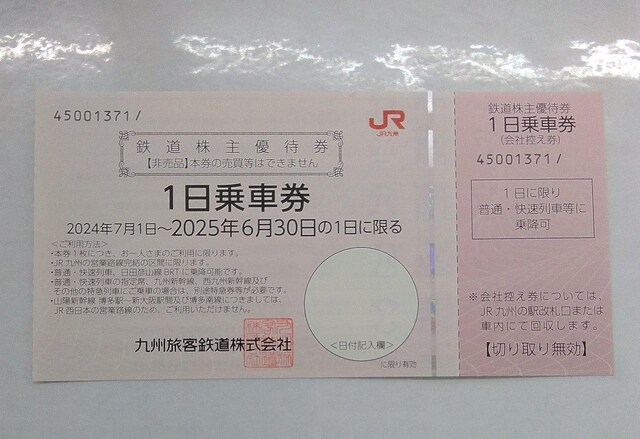 45001371/
JR
JR九州
鉄道株主優待券
【非売品】本券の売買等はできません
1日乗車券
2024年7月1日~2025年6月30日の1日に限る
<ご利用方法>
・本券1枚につき、お一人さまのご利用に限ります。
・JR九州の営業路線完結の区間に限ります。
・普通・快速列車、日田彦山線BRTに乗降可能です。
・普通・快速列車の指定席、九州新幹線、西九州新幹線及び
その他の特急列車にご乗車の場合は、別途特急券等が必要です。
・山陽新幹線 博多駅―新大阪駅間及び博多南線につきましては、
JR西日本の営業路線のため、ご利用いただけません。
九州旅客鉄道株式会社
<日付記入欄>
に限り有効
鉄道株主優待券
1日乗車券
(会社控え券)
45001371/
1日に限り
普通・快速列車等に
乗降可
※会社控え券については、
JR九州の駅改札口または
車内にて回収します。
【切り取り無効】